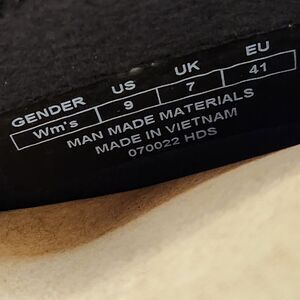 GENDER US UK EU
Wm's 9 7 41
MAN MADE MATERIALS
MADE IN VIETNAM
070022 HDS